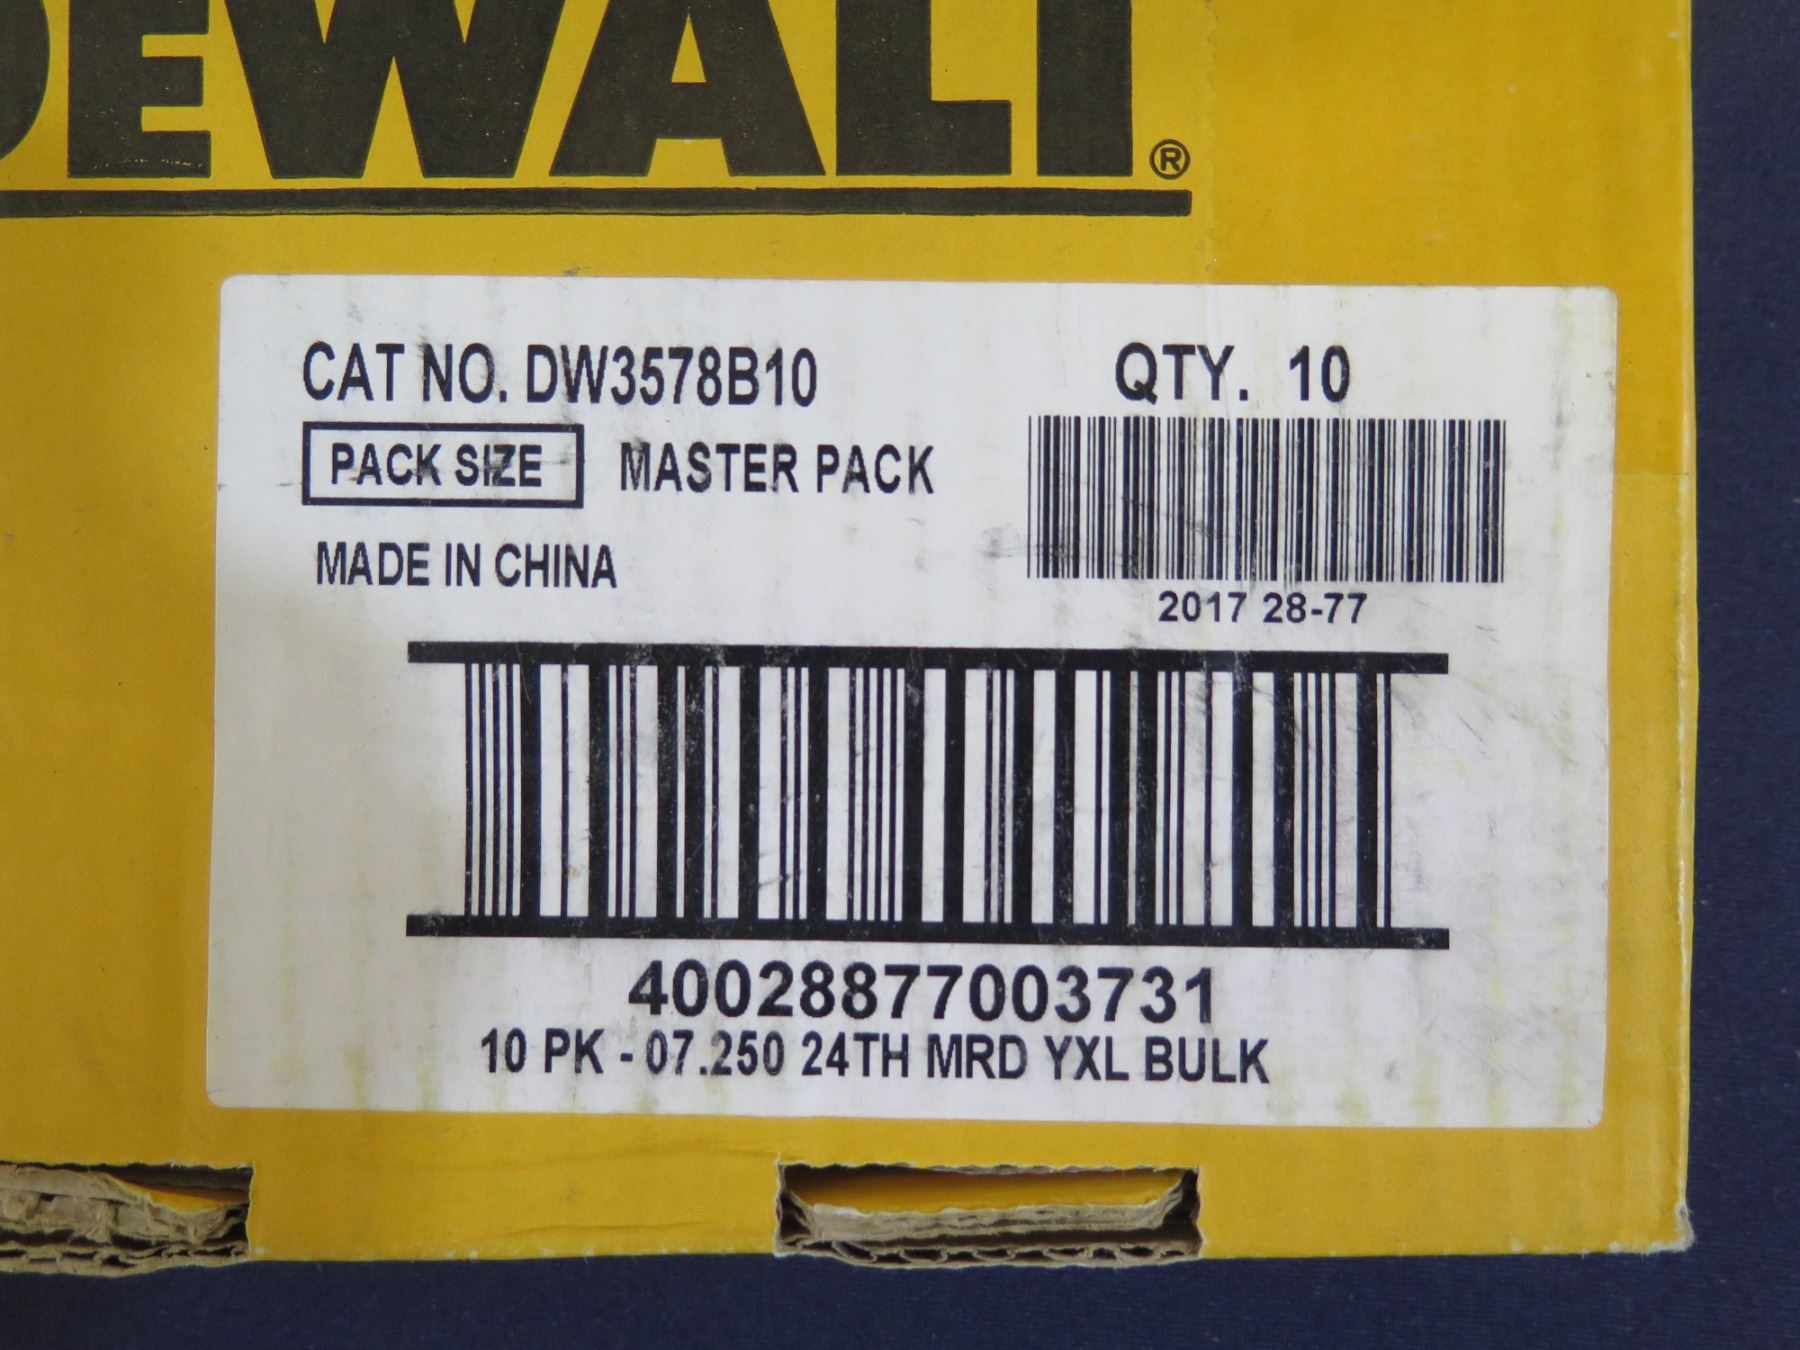 DEWALT®
CAT NO. DW3578B10
QTY. 10
PACK SIZE MASTER PACK
MADE IN CHINA
2017 28-77
40028877003731
10 PK - 07.250 24TH MRD YXL BULK